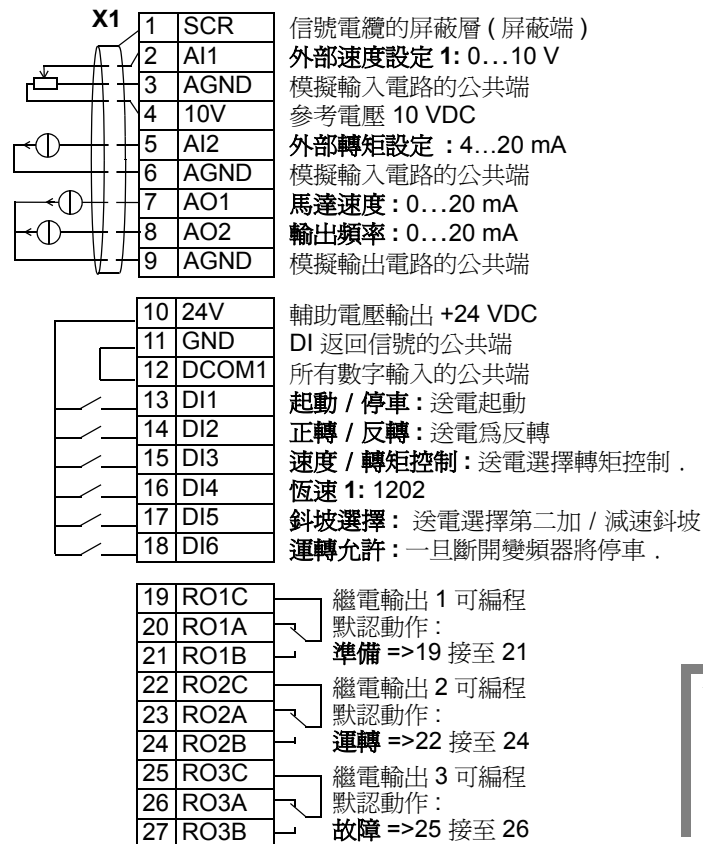 X1
1 SCR 信號電纜的屏蔽層 ( 屏蔽端 )
2 AI1 外部速度設定 1: 0…10 V
3 AGND 模擬輸入電路的公共端
4 10V 參考電壓 10 VDC
5 AI2 外部轉矩設定 : 4…20 mA
6 AGND 模擬輸入電路的公共端
7 AO1 馬達速度 : 0…20 mA
8 AO2 輸出頻率 : 0…20 mA
9 AGND 模擬輸出電路的公共端
10 24V 輔助電壓輸出 +24 VDC
11 GND DI 返回信號的公共端
12 DCOM1 所有數字輸入的公共端
13 DI1 起動 / 停車 : 送電起動
14 DI2 正轉 / 反轉 : 送電爲反轉
15 DI3 速度 / 轉矩控制 : 送電選擇轉矩控制 .
16 DI4 恆速 1: 1202
17 DI5 斜坡選擇 : 送電選擇第二加 / 減速斜坡
18 DI6 運轉允許 : 一旦斷開變頻器將停車 .
19 RO1C 繼電輸出 1 可編程
20 RO1A 默認動作 :
21 RO1B 準備 =>19 接至 21
22 RO2C 繼電輸出 2 可編程
23 RO2A 默認動作 :
24 RO2B 運轉 =>22 接至 24
25 RO3C 繼電輸出 3 可編程
26 RO3A 默認動作 :
27 RO3B 故障 =>25 接至 26